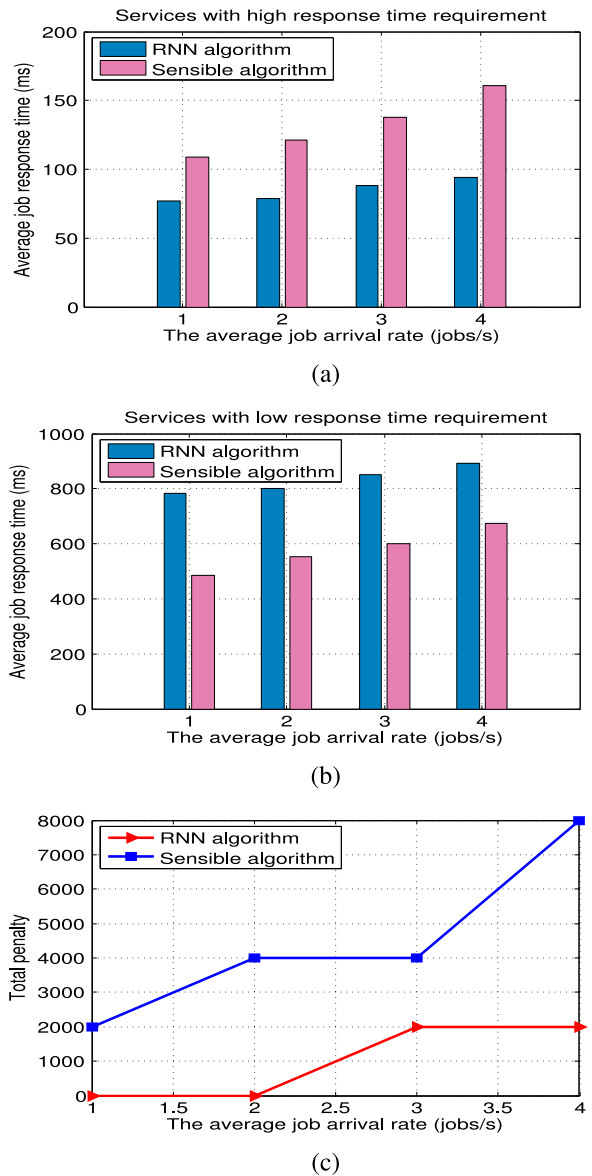 Services with high response time requirement
200
150
100
50
0
Average job response time (ms)
RNN algorithm
Sensible algorithm
1 2 3 4
The average job arrival rate (jobs/s)
(a)
Services with low response time requirement
1000
800
600
400
200
0
Average job response time (ms)
RNN algorithm
Sensible algorithm
1 2 3 4
The average job arrival rate (jobs/s)
(b)
8000
7000
6000
5000
4000
3000
2000
1000
0
Total penalty
RNN algorithm
Sensible algorithm
1 1.5 2 2.5 3 3.5 4
The average job arrival rate (jobs/s)
(c)